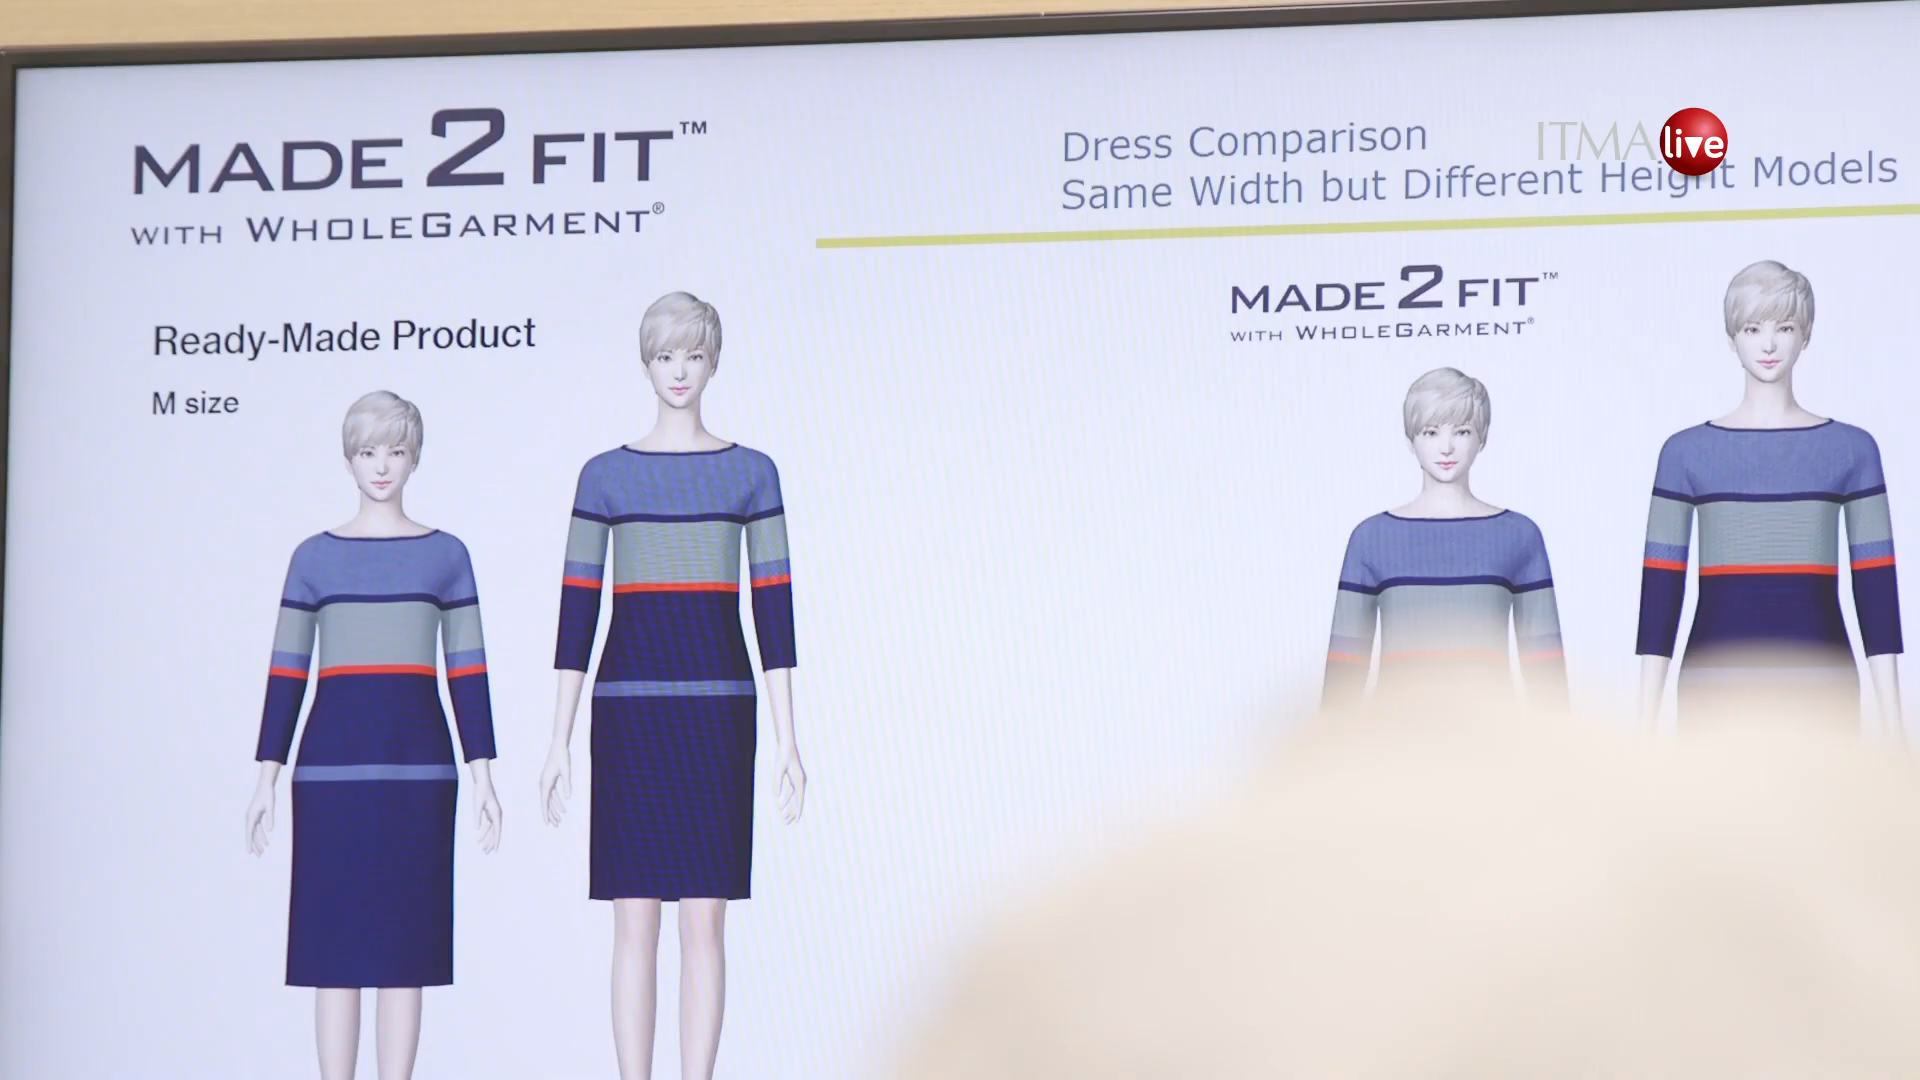 MADE 2 FIT™
WITH WHOLEGARMENT®
Dress Comparison
Same Width but Different Height Models
ITMA live
Ready-Made Product
M size
MADE 2 FIT™
WITH WHOLEGARMENT®